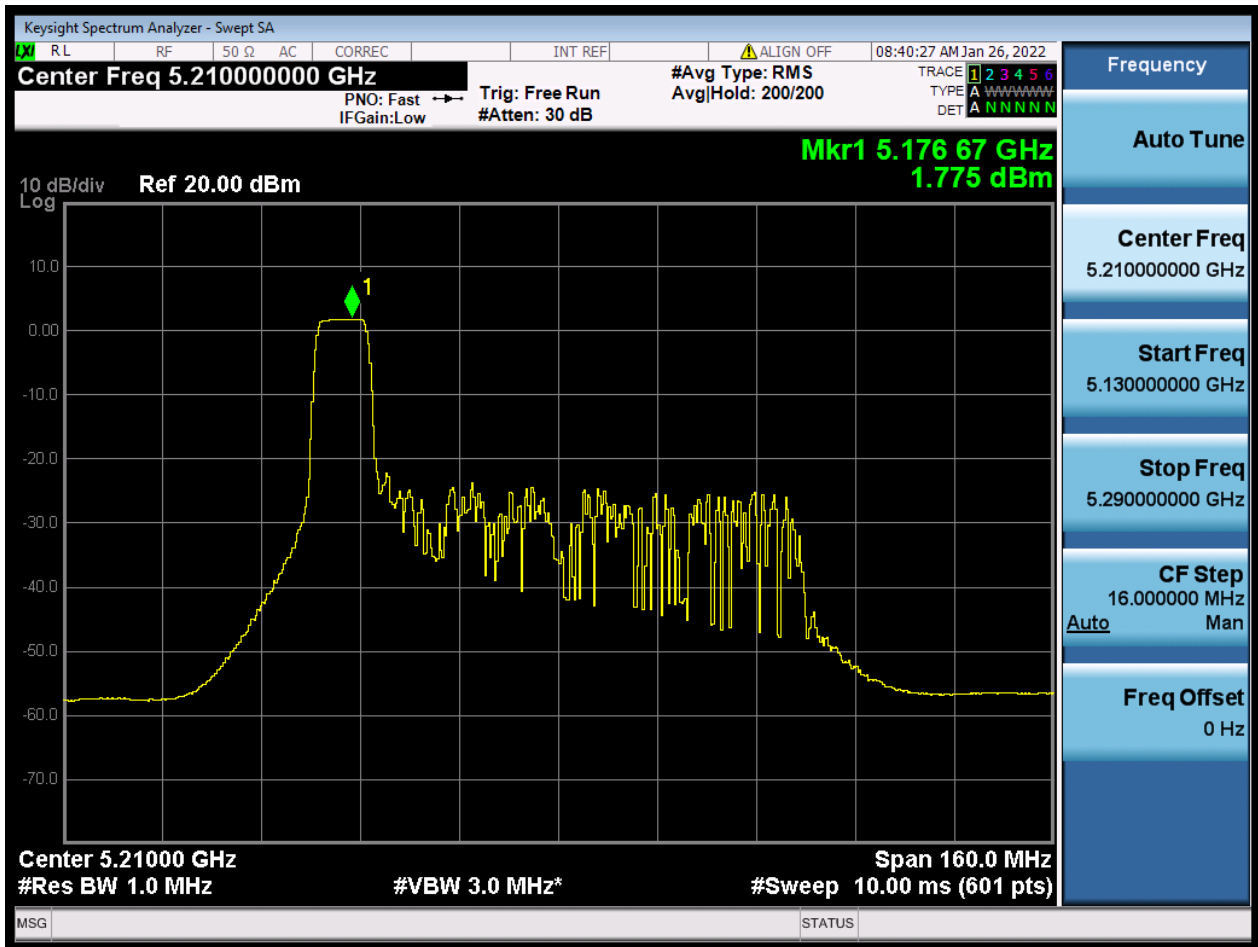 Keysight Spectrum Analyzer - Swept SA
LXI RL RF 50 Ω AC CORREC INT REF ALIGN OFF 08:40:27 AM Jan 26, 2022
Center Freq 5.210000000 GHz
PNO: Fast
IFGain:Low
Trig: Free Run
#Atten: 30 dB
#Avg Type: RMS
Avg|Hold: 200/200
TRACE 1 2 3 4 5 6
TYPE A WWWWW
DET A N N N N N
Mkr1 5.176 67 GHz
1.775 dBm
10 dB/div Ref 20.00 dBm
Log
10.0
0.00
-10.0
-20.0
-30.0
-40.0
-50.0
-60.0
-70.0
1
Center 5.21000 GHz Span 160.0 MHz
#Res BW 1.0 MHz #VBW 3.0 MHz* #Sweep 10.00 ms (601 pts)
MSG STATUS
Frequency
Auto Tune
Center Freq
5.210000000 GHz
Start Freq
5.130000000 GHz
Stop Freq
5.290000000 GHz
CF Step
16.000000 MHz
Auto Man
Freq Offset
0 Hz